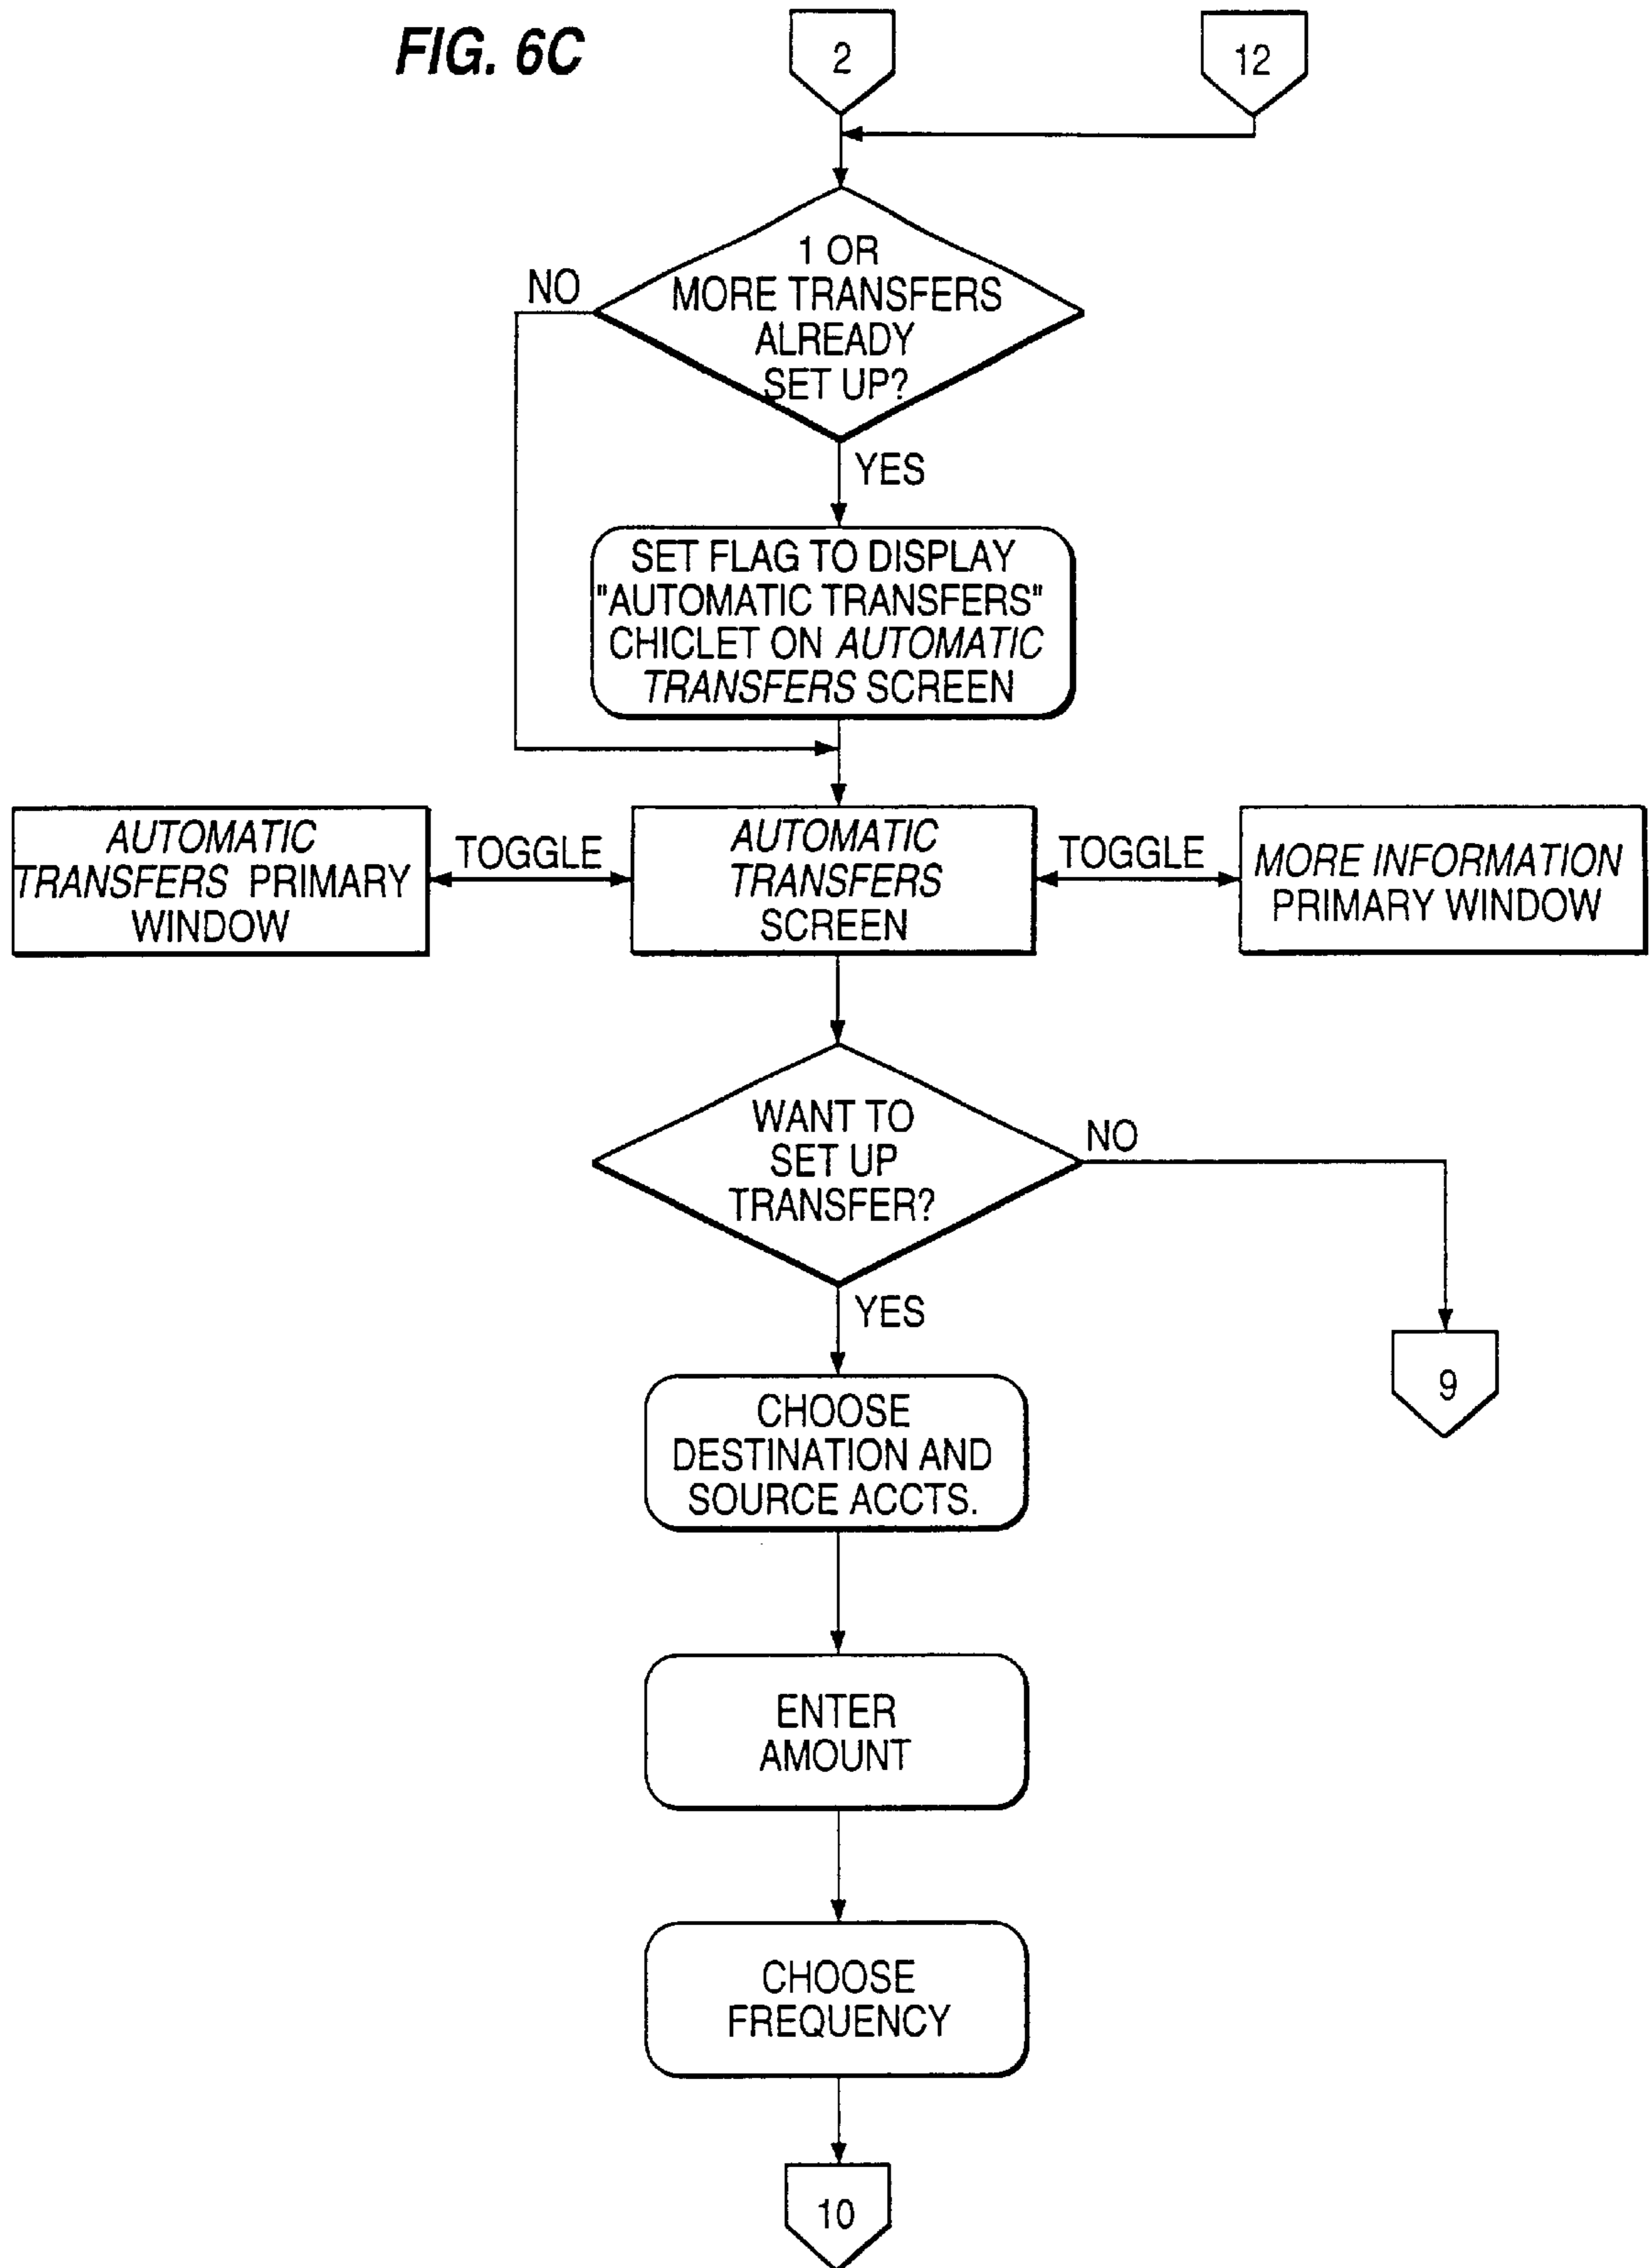 FIG. 6C
2
12
1 OR
MORE TRANSFERS
ALREADY
SET UP?
NO
YES
SET FLAG TO DISPLAY
"AUTOMATIC TRANSFERS"
CHICLET ON AUTOMATIC
TRANSFERS SCREEN
AUTOMATIC
TRANSFERS PRIMARY
WINDOW
TOGGLE
AUTOMATIC
TRANSFERS
SCREEN
TOGGLE
MORE INFORMATION
PRIMARY WINDOW
WANT TO
SET UP
TRANSFER?
NO
YES
9
CHOOSE
DESTINATION AND
SOURCE ACCTS.
ENTER
AMOUNT
CHOOSE
FREQUENCY
10